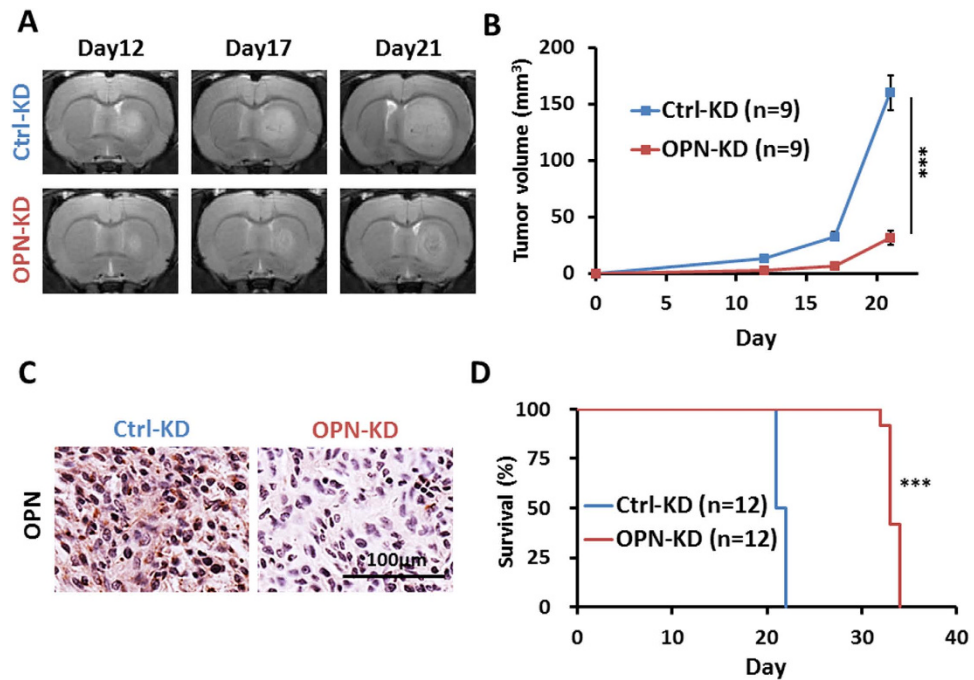 A
Day12 Day17 Day21
Ctrl-KD
OPN-KD
B
Tumor volume (mm³)
200
150
100
50
0
0 5 10 15 20
Day
Ctrl-KD (n=9)
OPN-KD (n=9)
***
C
Ctrl-KD OPN-KD
OPN
100μm
D
Survival (%)
100
75
50
25
0
0 10 20 30 40
Day
Ctrl-KD (n=12)
OPN-KD (n=12)
***